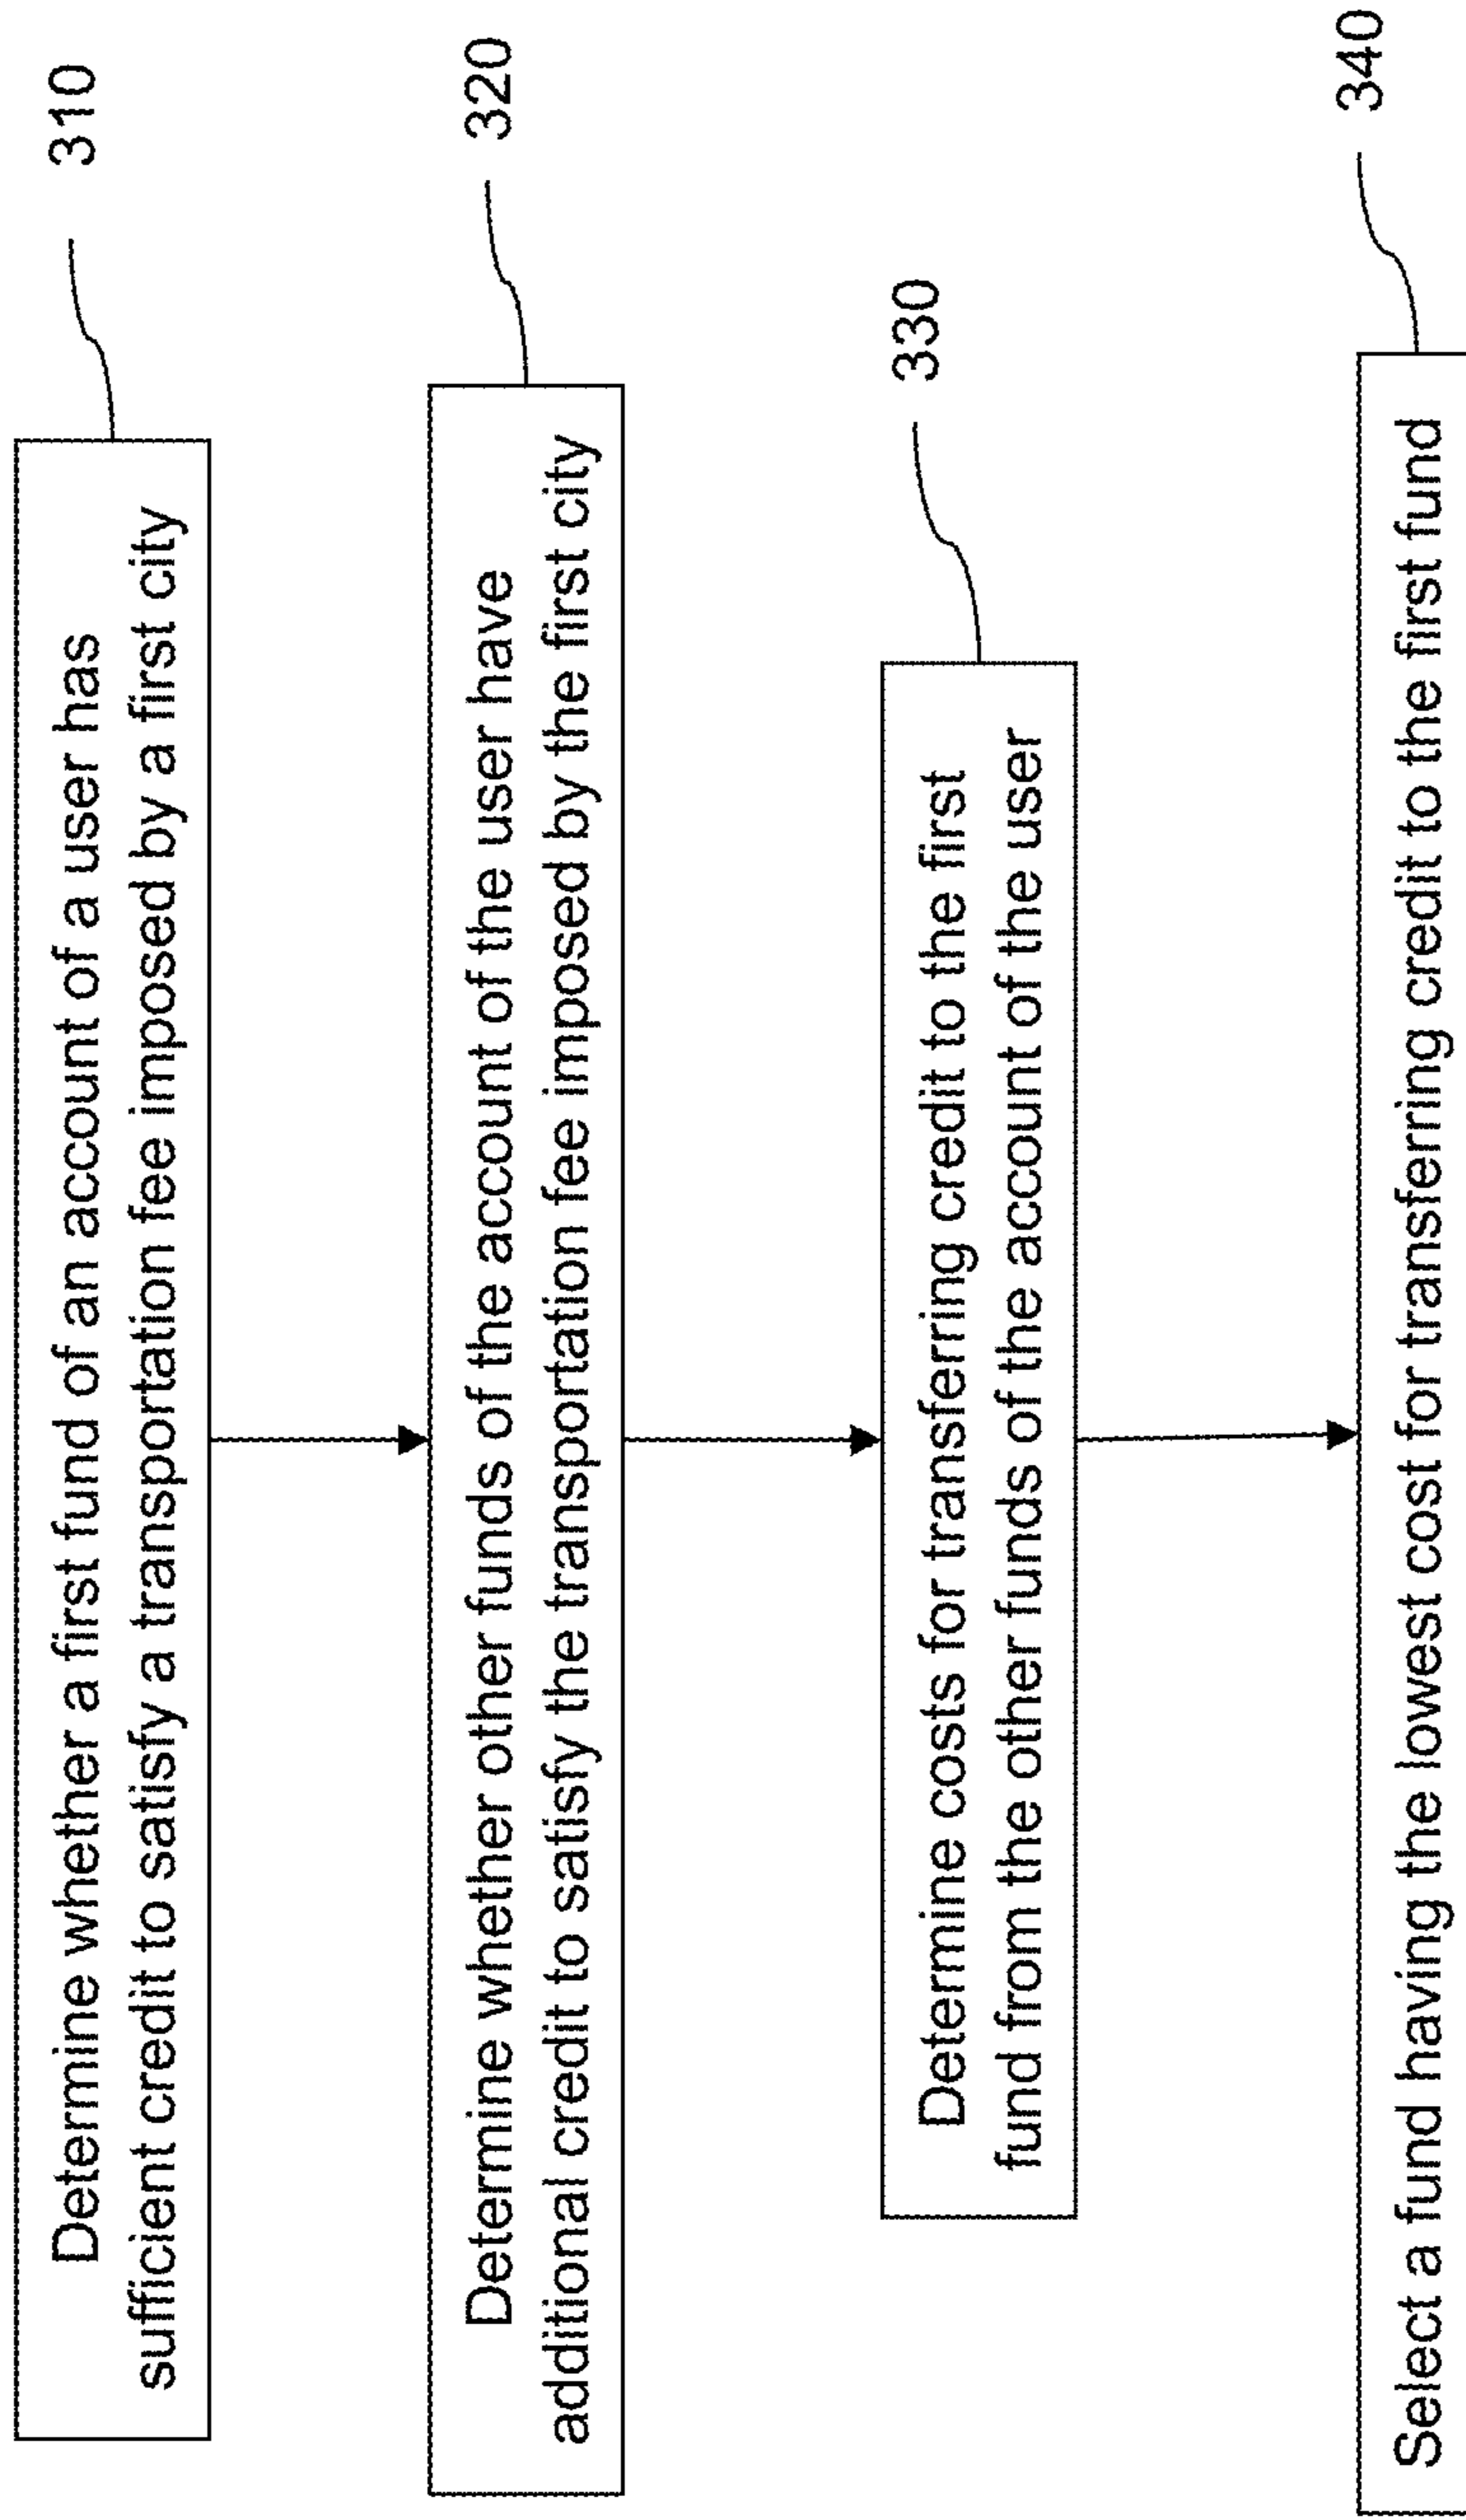 Determine whether a first fund of an account of a user has
sufficient credit to satisfy a transportation fee imposed by a first city
310
Determine whether other funds of the account of the user have
additional credit to satisfy the transportation fee imposed by the first city
320
Determine costs for transferring credit to the first
fund from the other funds of the account of the user
330
Select a fund having the lowest cost for transferring credit to the first fund
340